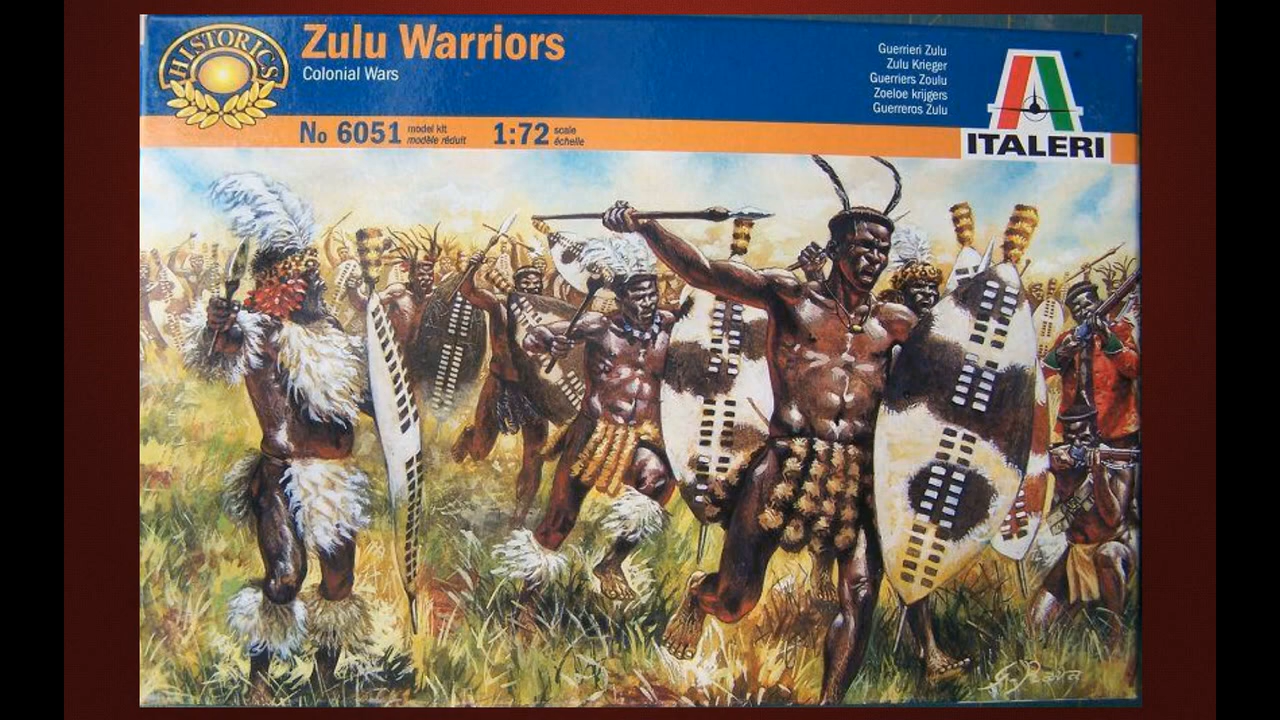 HISTORICS
Zulu Warriors
Colonial Wars
Guerrieri Zulu
Zulu Krieger
Guerriers Zoulu
Zoeloe krijgers
Guerreros Zulu
ITALERI
No 6051 model kit
modèle réduit
1:72 scale
échelle